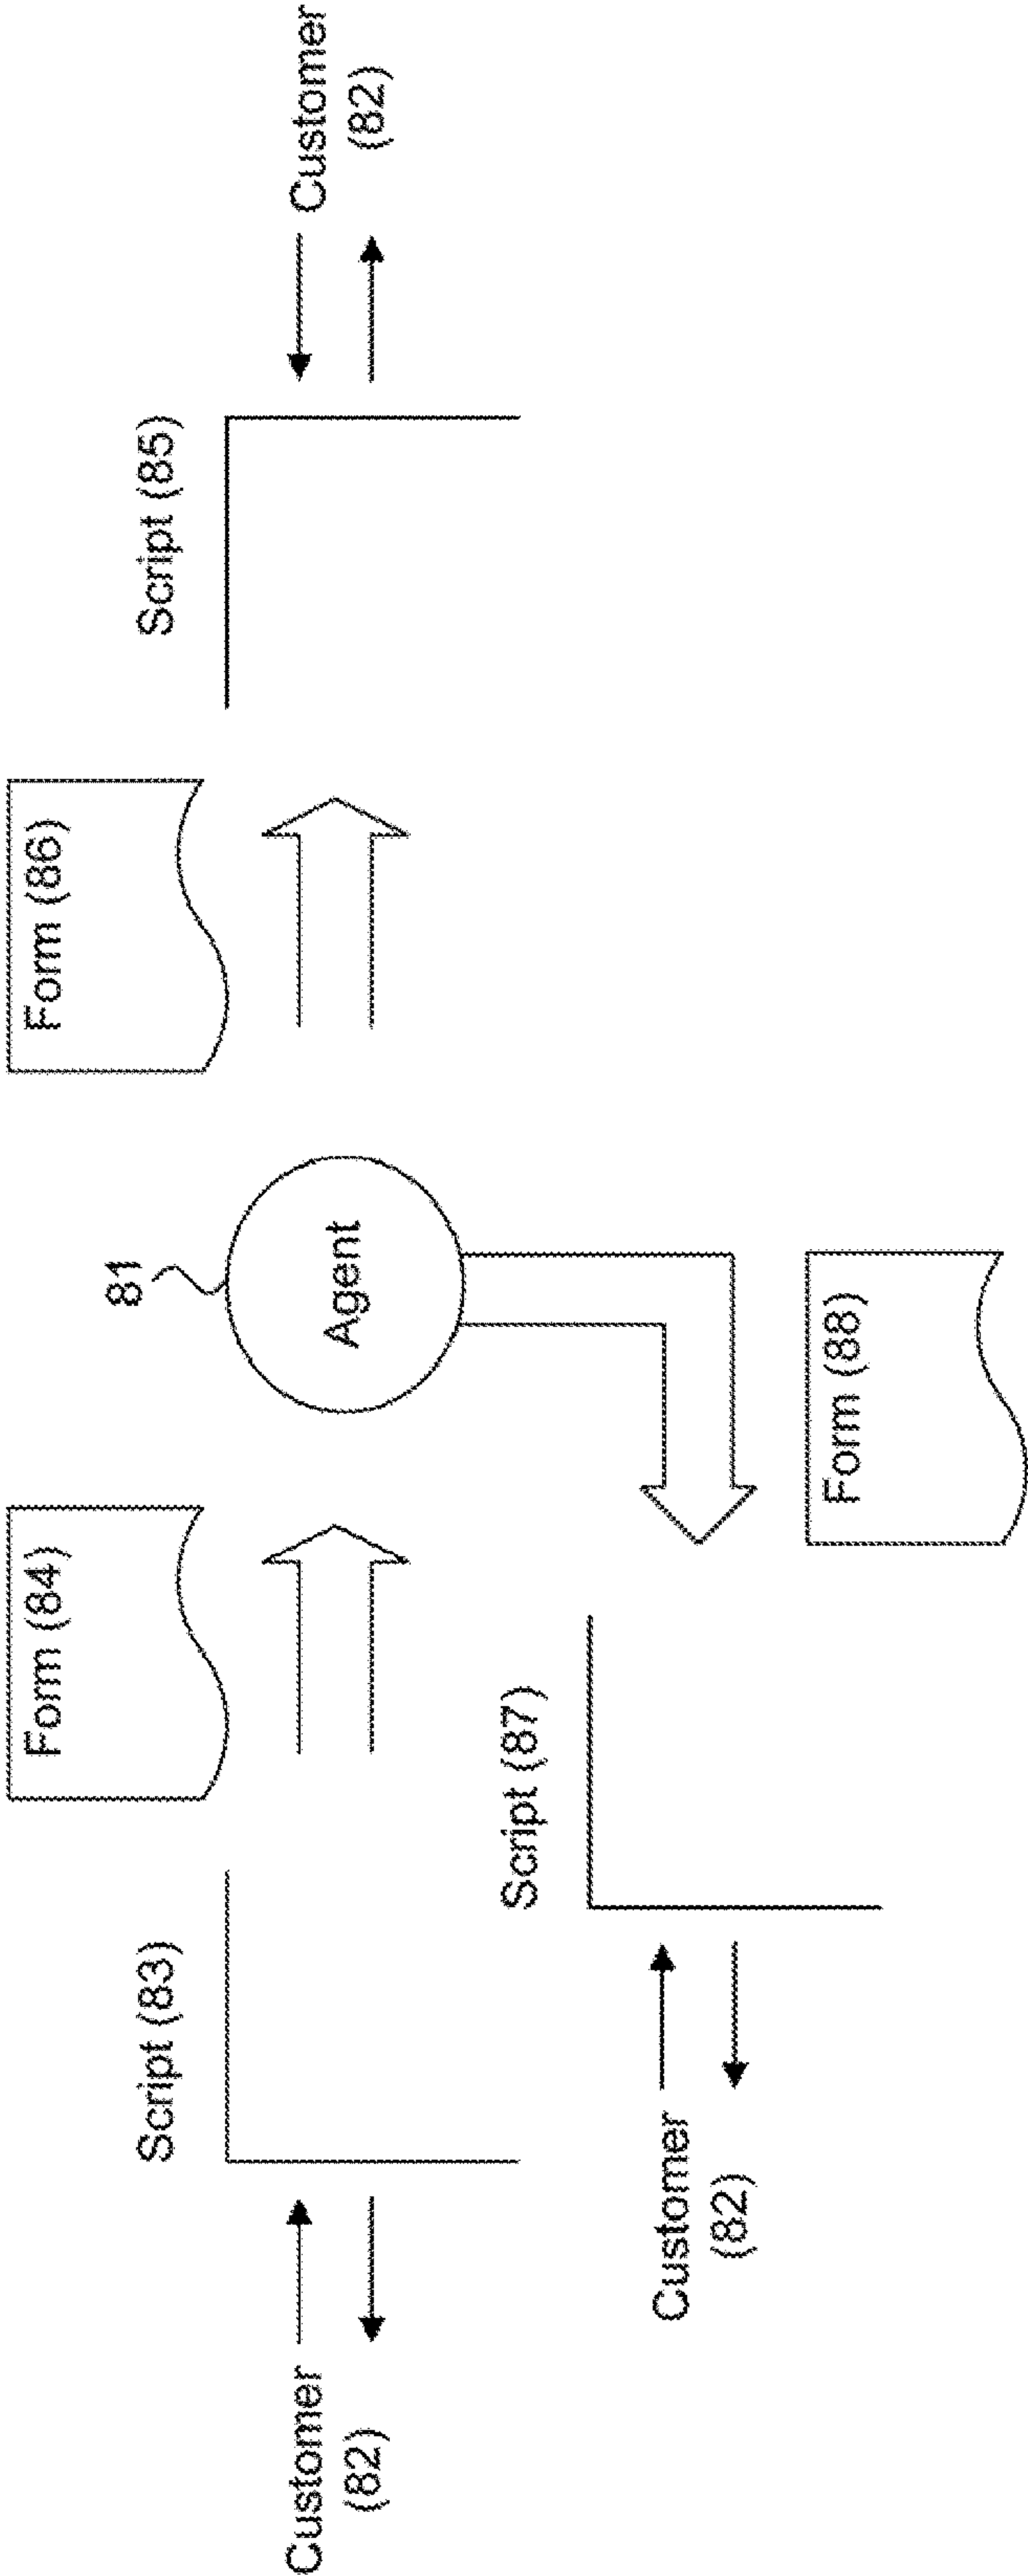 Form (84)
Form (86)
81
Script (83)
Script (85)
Customer
(82)
Agent
Customer
(82)
Script (87)
Customer
(82)
Form (88)